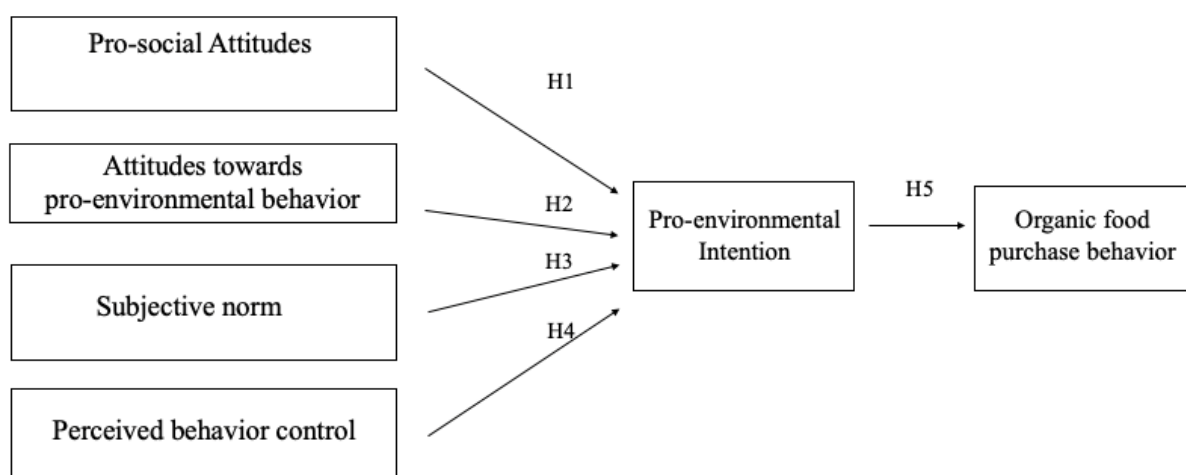 Pro-social Attitudes
H1
Attitudes towards
pro-environmental behavior
H2
H3
Subjective norm
H4
Perceived behavior control
Pro-environmental
Intention
H5
Organic food
purchase behavior